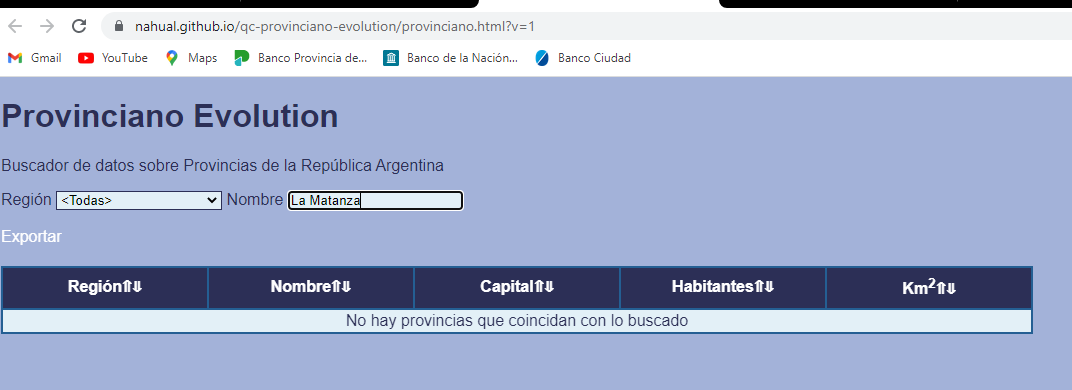 nahual.github.io/qc-provinciano-evolution/provinciano.html?v=1
Gmail YouTube Maps Banco Provincia de... Banco de la Nación... Banco Ciudad
Provinciano Evolution
Buscador de datos sobre Provincias de la República Argentina
Región <Todas> Nombre La Matanza
Exportar
Región⇑⇓ Nombre⇑⇓ Capital⇑⇓ Habitantes⇑⇓ Km²⇑⇓
No hay provincias que coincidan con lo buscado